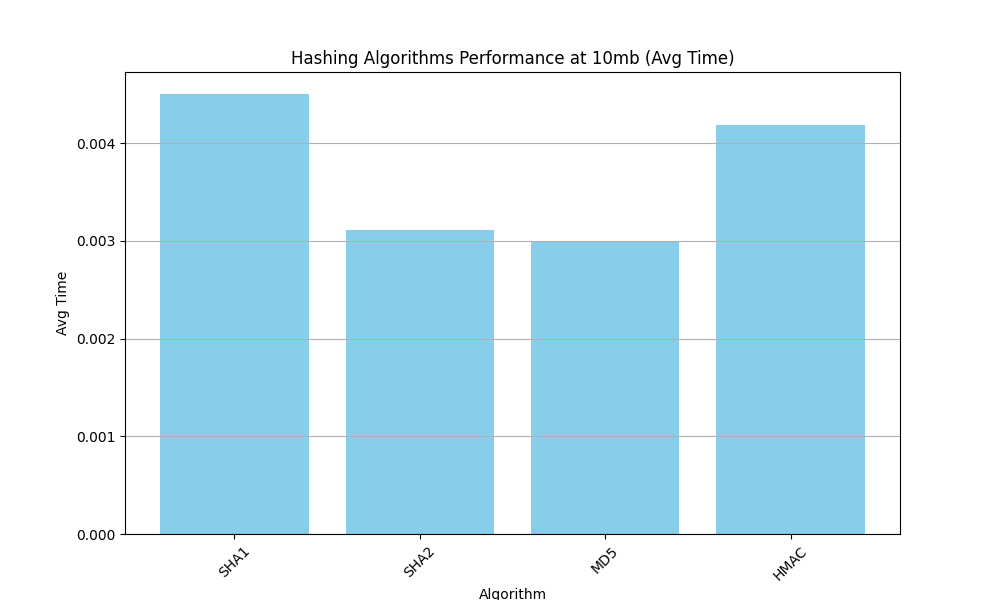 Hashing Algorithms Performance at 10mb (Avg Time)
0.004
0.003
0.002
0.001
0.000
Avg Time
SHA1
SHA2
MD5
HMAC
Algorithm